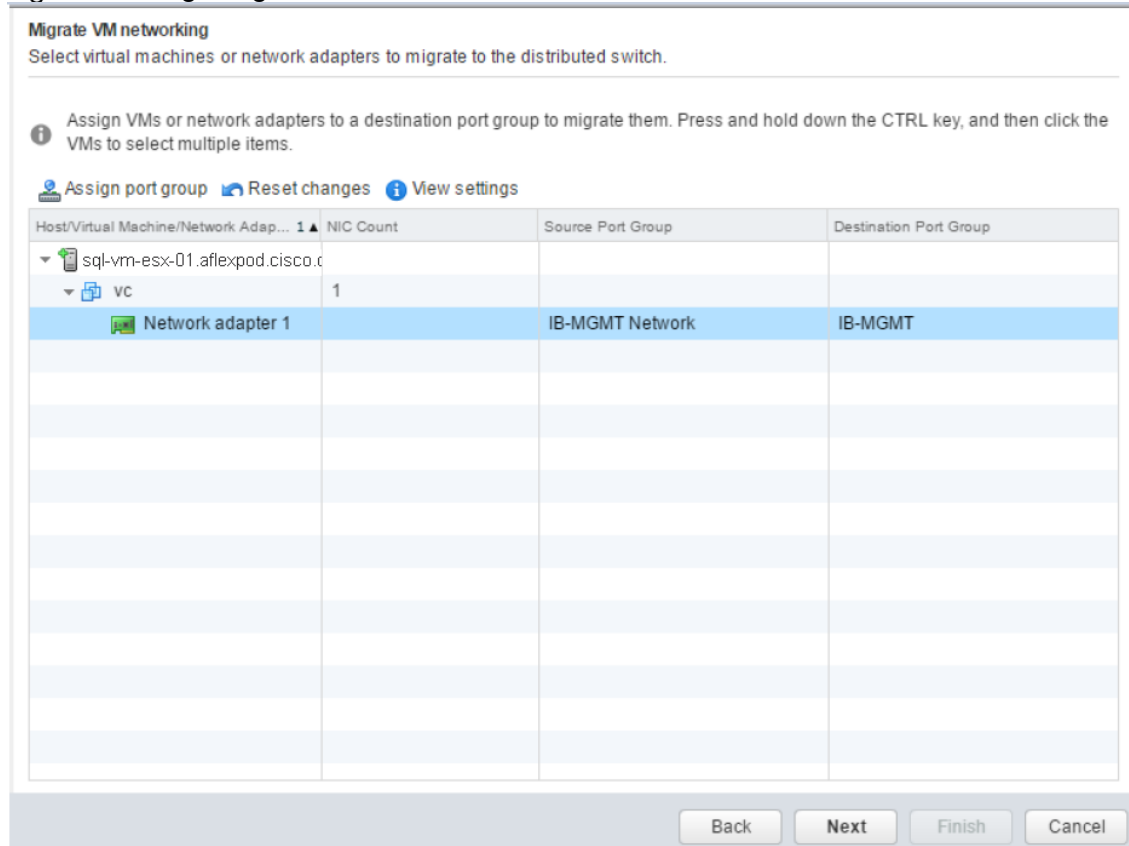 Migrate VM networking
Select virtual machines or network adapters to migrate to the distributed switch.
Assign VMs or network adapters to a destination port group to migrate them. Press and hold down the CTRL key, and then click the
VMs to select multiple items.
Assign port group Reset changes View settings
Host/Virtual Machine/Network Adap... 1 ▲ NIC Count Source Port Group Destination Port Group
sql-vm-esx-01.aflexpod.cisco.c
vc 1
Network adapter 1 IB-MGMT Network IB-MGMT
Back Next Finish Cancel